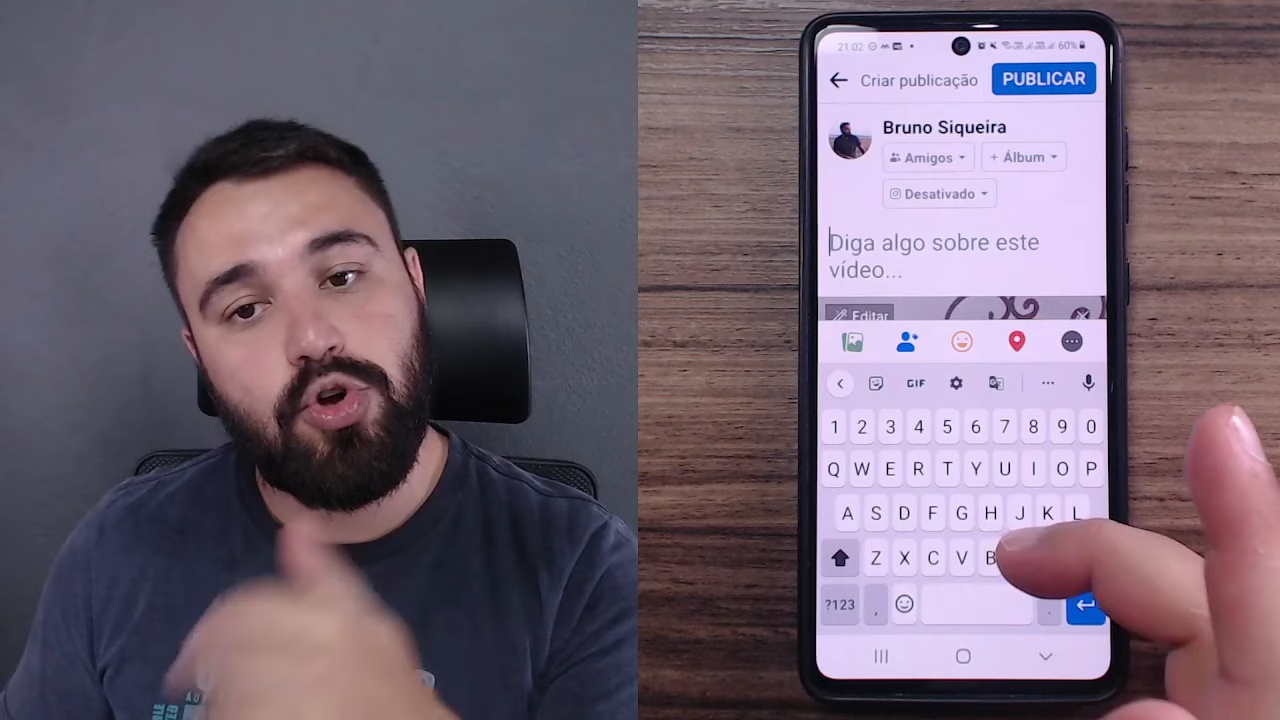 21:02
60%
Criar publicação
PUBLICAR
Bruno Siqueira
Amigos
+ Álbum
Desativado
Diga algo sobre este
vídeo...
Editar
GIF
1 2 3 4 5 6 7 8 9 0
Q W E R T Y U I O P
A S D F G H J K L
Z X C V B
?123 , .